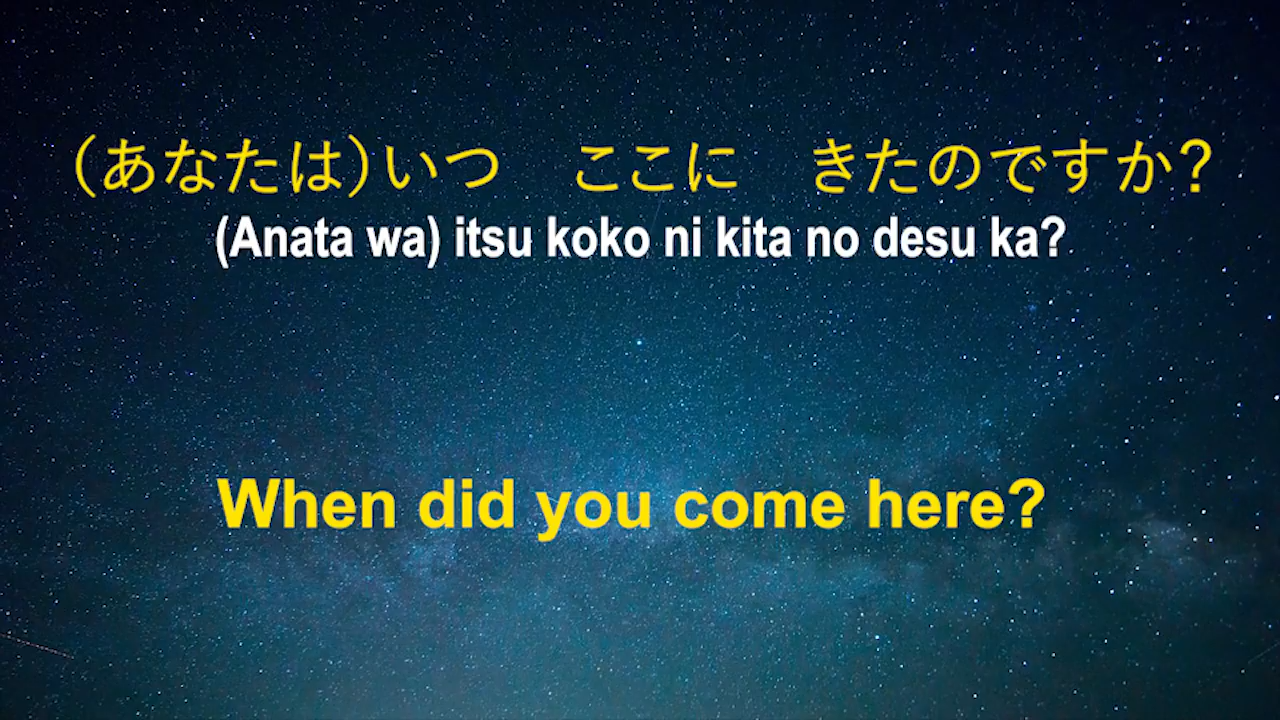 （あなたは）いつ　ここに　きたのですか？
(Anata wa) itsu koko ni kita no desu ka?
When did you come here?